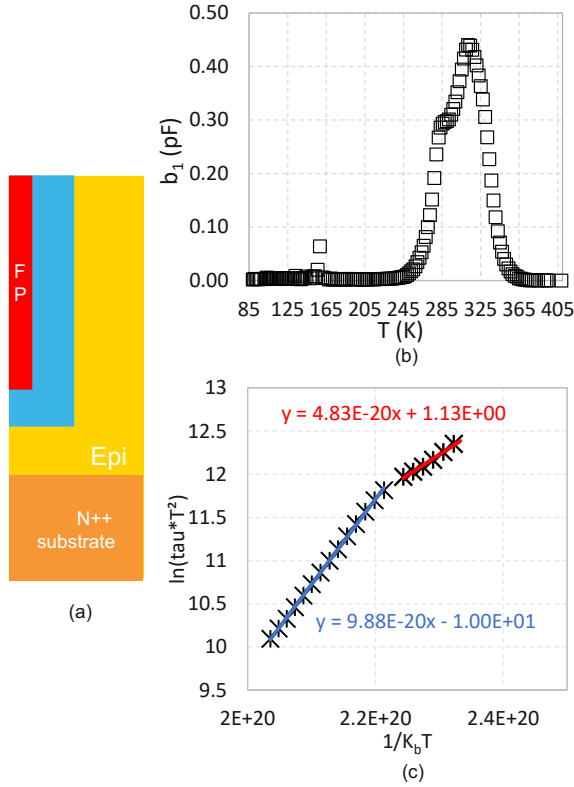 F
P
Epi
N++
substrate
(a)
b₁ (pF)
0.50
0.40
0.30
0.20
0.10
0.00
85 125 165 205 245 285 325 365 405
T (K)
(b)
ln(tau*T²)
13
12.5
12
11.5
11
10.5
10
9.5
y = 4.83E-20x + 1.13E+00
y = 9.88E-20x - 1.00E+01
2E+20 2.2E+20 2.4E+20
1/K_bT
(c)